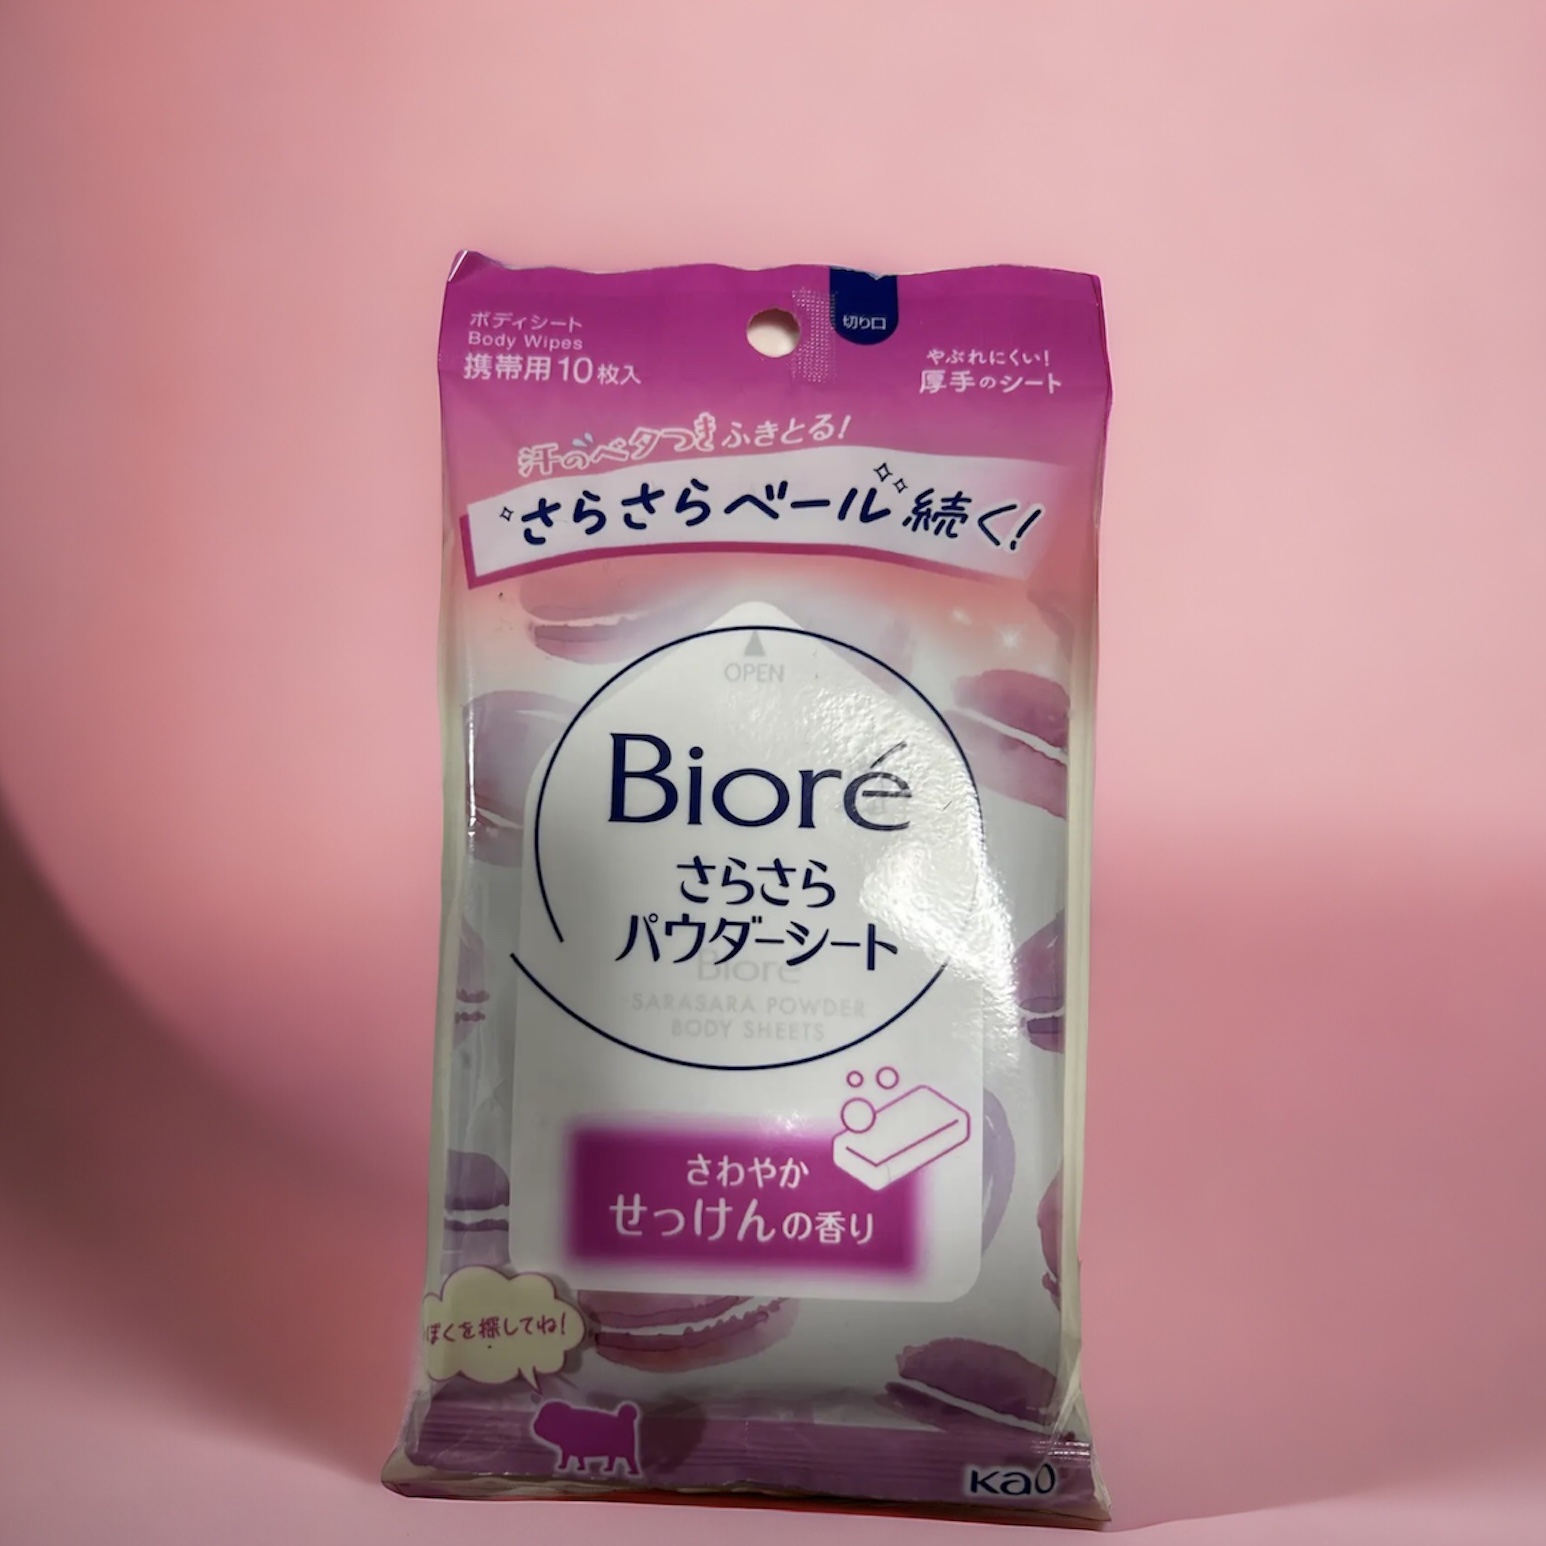 ボディシート
Body Wipes
携帯用10枚入
切り口
やぶれにくい!
厚手のシート
汗のベタつきふきとる!
さらさらベール続く!
OPEN
Bioré
さらさら
パウダーシート
Bioré
SARASARA POWDER
BODY SHEETS
さわやか
せっけんの香り
ぼくを探してね!
Kao